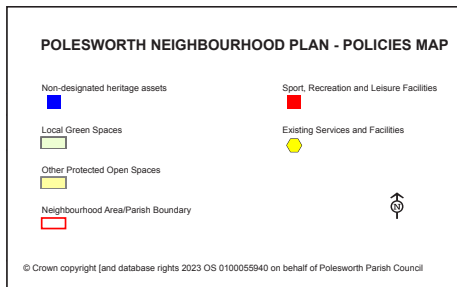 POLESWORTH NEIGHBOURHOOD PLAN - POLICIES MAP
Non-designated heritage assets
Sport, Recreation and Leisure Facilities
Local Green Spaces
Existing Services and Facilities
Other Protected Open Spaces
Neighbourhood Area/Parish Boundary
N
© Crown copyright [and database rights 2023 OS 0100055940 on behalf of Polesworth Parish Council